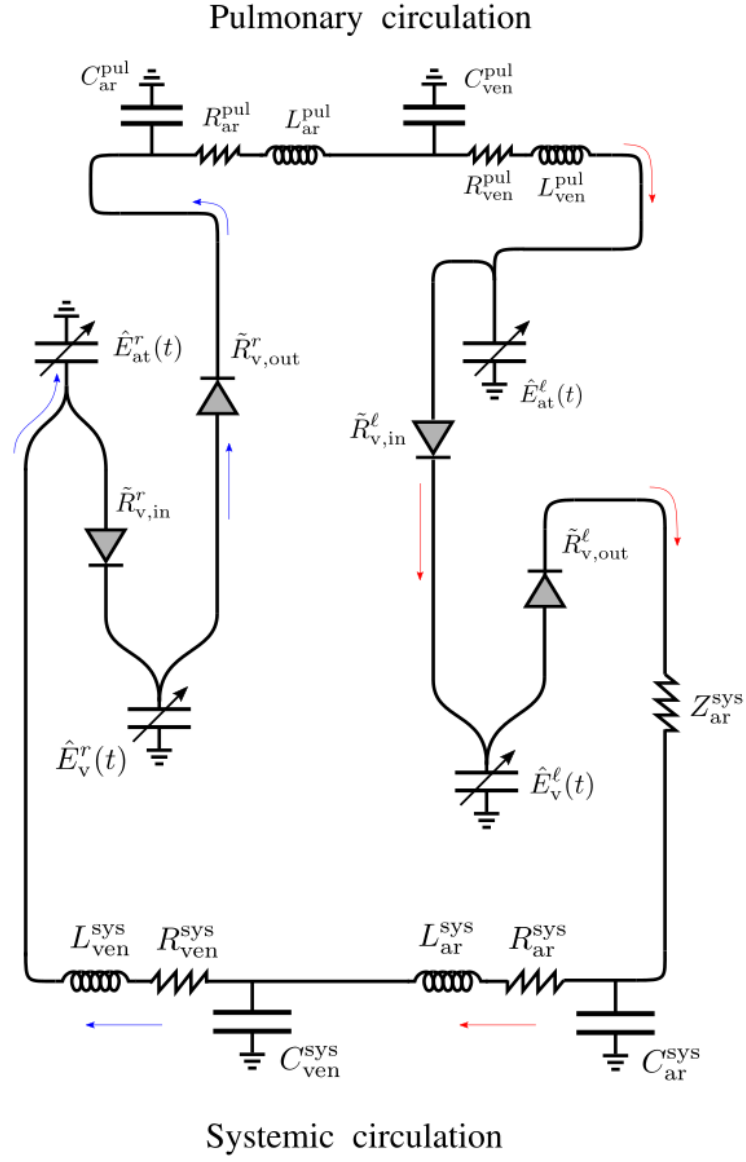 Pulmonary circulation
C_ar^pul
C_ven^pul
R_ar^pul
L_ar^pul
R_ven^pul
L_ven^pul
Ê_at^r(t)
R̃_v,out^r
Ê_at^ℓ(t)
R̃_v,in^ℓ
R̃_v,in^r
R̃_v,out^ℓ
Z_ar^sys
Ê_v^r(t)
Ê_v^ℓ(t)
L_ven^sys
R_ven^sys
L_ar^sys
R_ar^sys
C_ven^sys
C_ar^sys
Systemic circulation